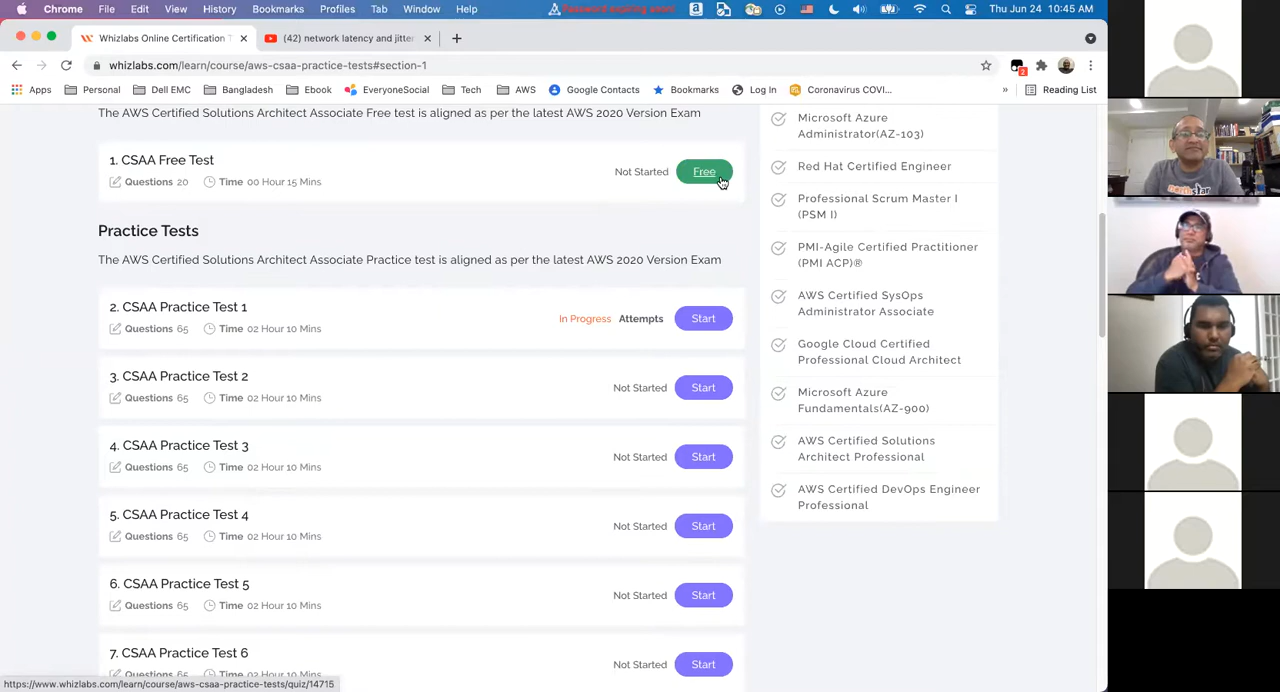 Chrome File Edit View History Bookmarks Profiles Tab Window Help Password expiring soon! Thu Jun 24 10:45 AM
Whizlabs Online Certification T
(42) network latency and jitter
whizlabs.com/learn/course/aws-csaa-practice-tests#section-1
2
Apps Personal Dell EMC Bangladesh Ebook EveryoneSocial Tech AWS Google Contacts Bookmarks Log In Coronavirus COVI... » Reading List
The AWS Certified Solutions Architect Associate Free test is aligned as per the latest AWS 2020 Version Exam
1. CSAA Free Test
Questions 20 Time 00 Hour 15 Mins
Not Started Free
Practice Tests
The AWS Certified Solutions Architect Associate Practice test is aligned as per the latest AWS 2020 Version Exam
2. CSAA Practice Test 1
Questions 65 Time 02 Hour 10 Mins
In Progress Attempts Start
3. CSAA Practice Test 2
Questions 65 Time 02 Hour 10 Mins
Not Started Start
4. CSAA Practice Test 3
Questions 65 Time 02 Hour 10 Mins
Not Started Start
5. CSAA Practice Test 4
Questions 65 Time 02 Hour 10 Mins
Not Started Start
6. CSAA Practice Test 5
Questions 65 Time 02 Hour 10 Mins
Not Started Start
7. CSAA Practice Test 6
Questions 65 Time 02 Hour 10 Mins
Not Started Start
Microsoft Azure
Administrator(AZ-103)
Red Hat Certified Engineer
Professional Scrum Master I
(PSM I)
PMI-Agile Certified Practitioner
(PMI ACP)®
AWS Certified SysOps
Administrator Associate
Google Cloud Certified
Professional Cloud Architect
Microsoft Azure
Fundamentals(AZ-900)
AWS Certified Solutions
Architect Professional
AWS Certified DevOps Engineer
Professional
https://www.whizlabs.com/learn/course/aws-csaa-practice-tests/quiz/14715